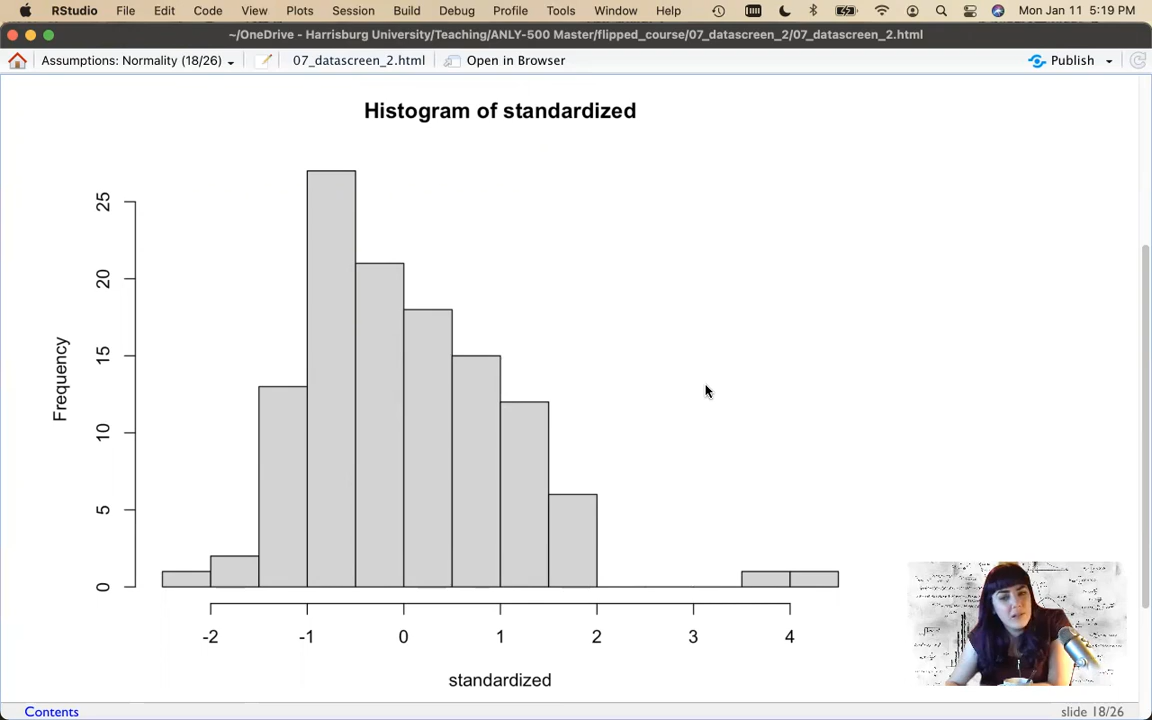 RStudio File Edit Code View Plots Session Build Debug Profile Tools Window Help Mon Jan 11 5:19 PM
~/OneDrive - Harrisburg University/Teaching/ANLY-500 Master/flipped_course/07_datascreen_2/07_datascreen_2.html
Assumptions: Normality (18/26) 07_datascreen_2.html Open in Browser Publish
Histogram of standardized
Frequency
25
20
15
10
5
0
-2 -1 0 1 2 3 4
standardized
Contents slide 18/26